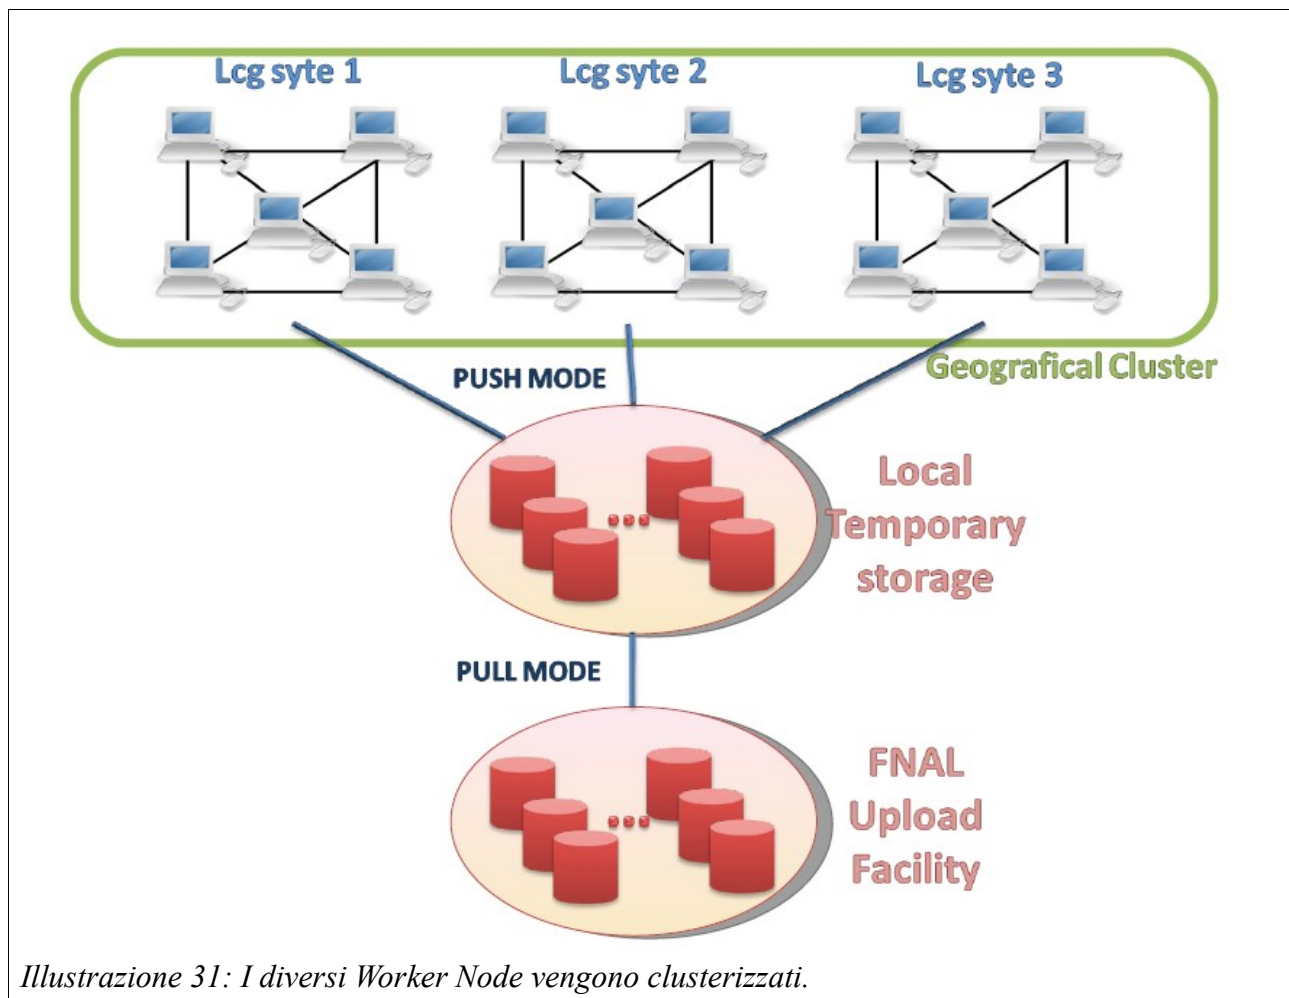 Lcg syte 1
Lcg syte 2
Lcg syte 3
Geografical Cluster
PUSH MODE
Local
Temporary
storage
PULL MODE
FNAL
Upload
Facility
Illustrazione 31: I diversi Worker Node vengono clusterizzati.